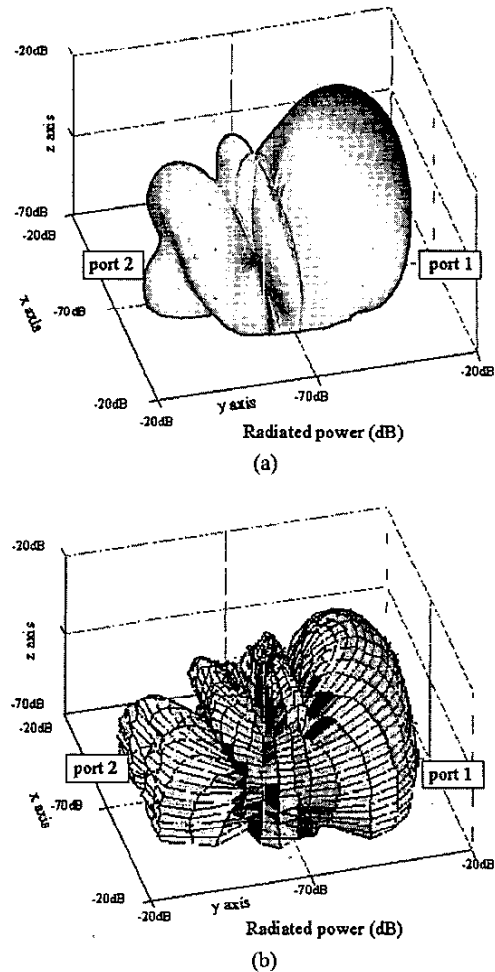 -20dB
z axis
-70dB
-20dB
port 2
port 1
x axis
-70dB
-20dB
-20dB
y axis
-70dB
-20dB
Radiated power (dB)
(a)
-20dB
z axis
-70dB
-20dB
port 2
port 1
x axis
-70dB
-20dB
-20dB
y axis
-70dB
-20dB
Radiated power (dB)
(b)